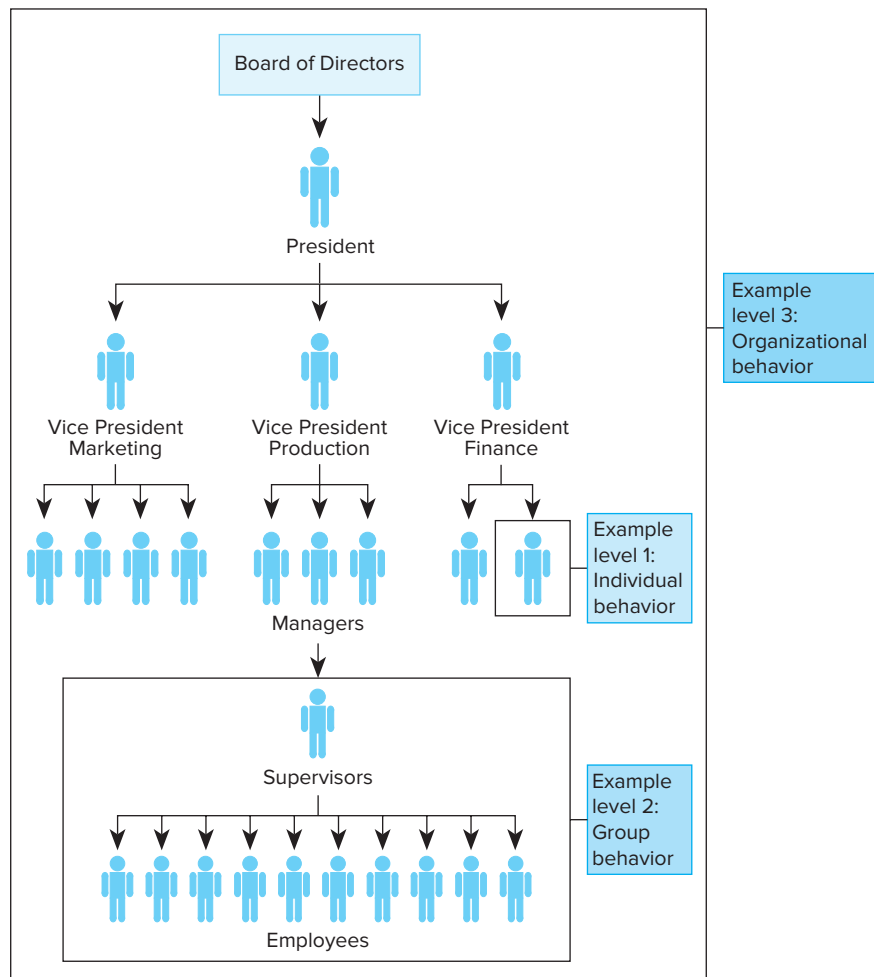 Board of Directors
President
Vice President
Marketing
Vice President
Production
Vice President
Finance
Example
level 3:
Organizational
behavior
Example
level 1:
Individual
behavior
Managers
Supervisors
Example
level 2:
Group
behavior
Employees